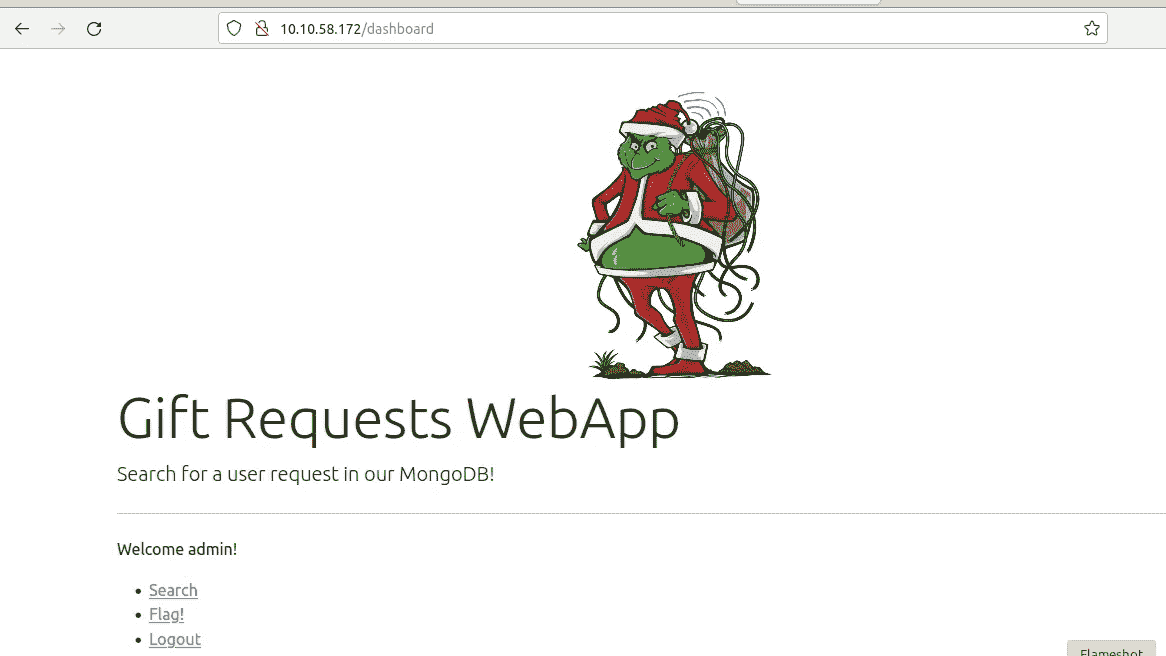 10.10.58.172/dashboard
Gift Requests WebApp
Search for a user request in our MongoDB!
Welcome admin!
Search
Flag!
Logout
Flameshot